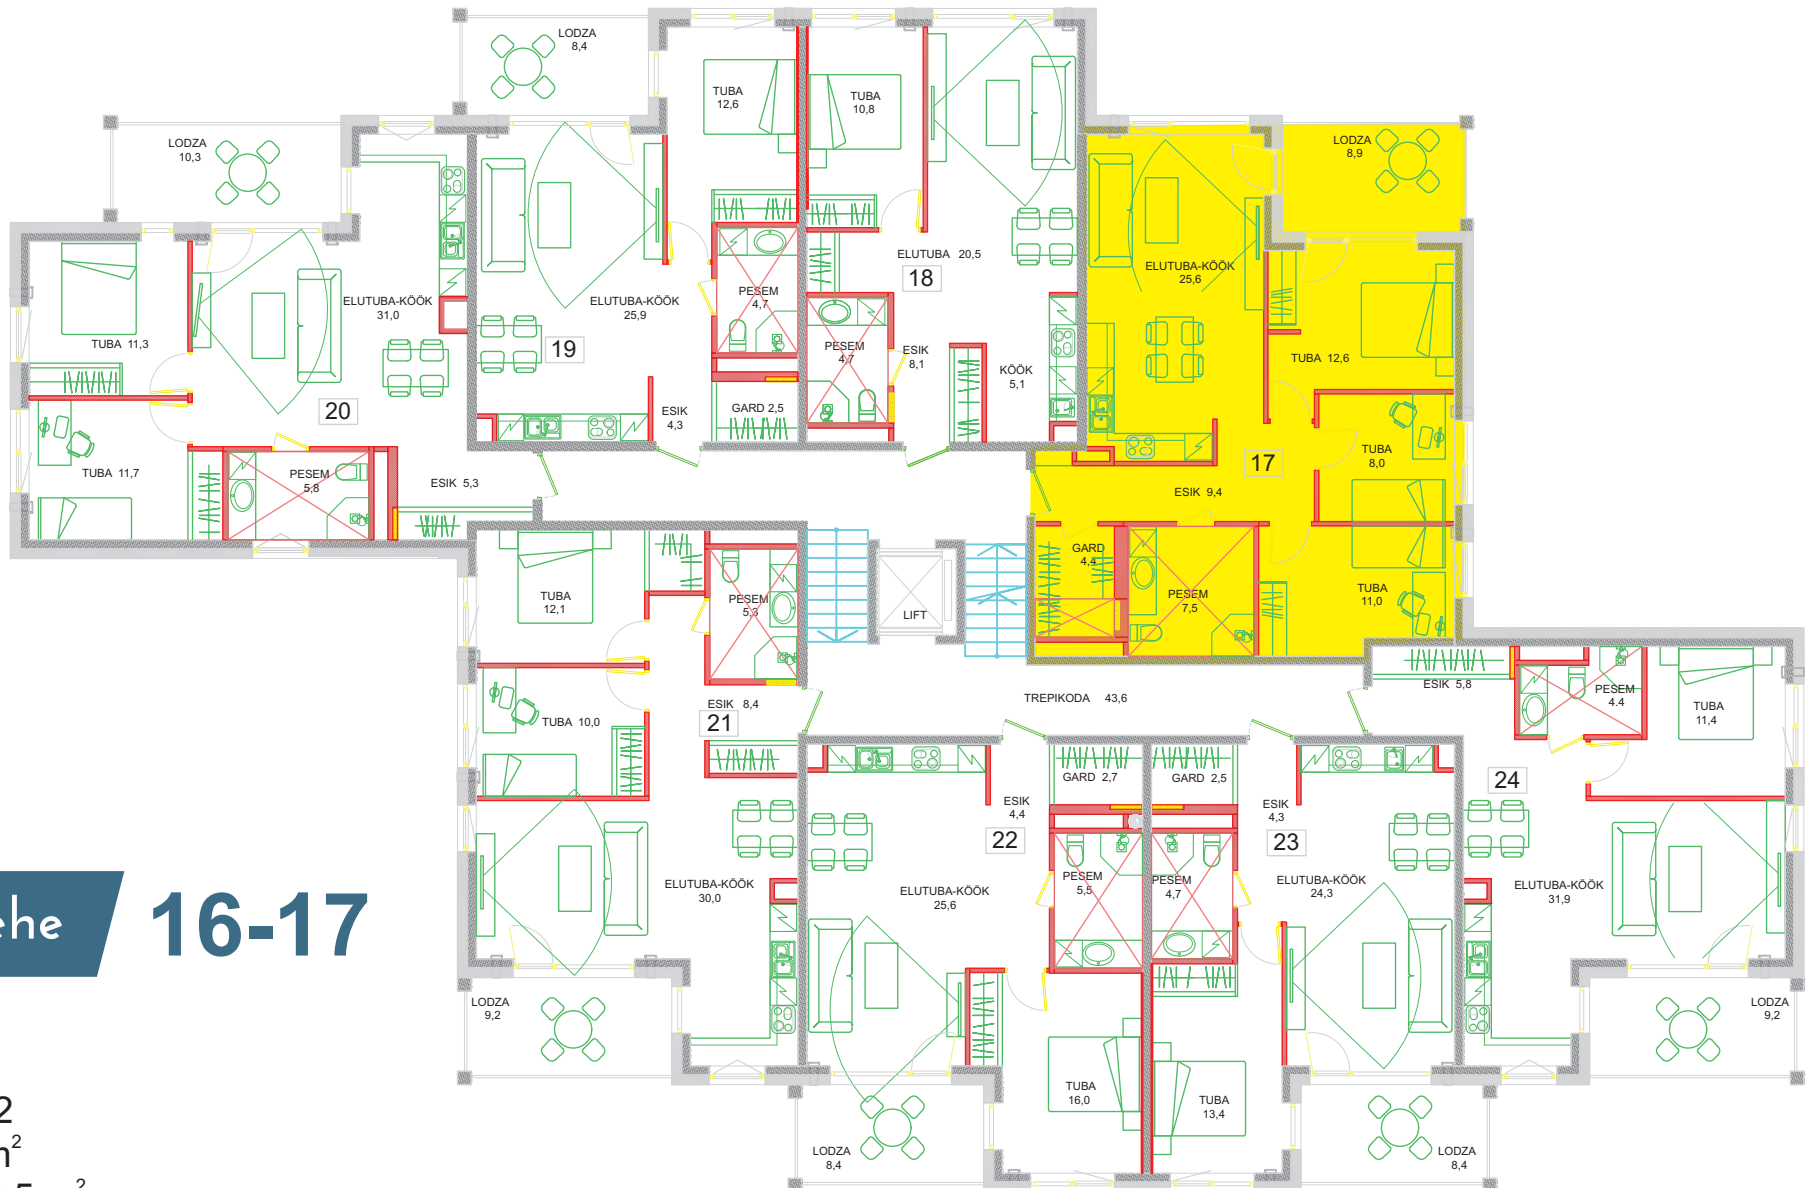 LODZA
8,4
TUBA
12,6
TUBA
10,8
LODZA
8,9
LODZA
10,3
ELUTUBA 20,5
18
ELUTUBA-KÖÖK
25,6
ELUTUBA-KÖÖK
31,0
ELUTUBA-KÖÖK
25,9
19
PESEM
4,7
PESEM
4,7
ESIK
8,1
KÖÖK
5,1
TUBA 11,3
TUBA 12,6
20
GARD 2,5
ESIK
4,3
TUBA 11,7
PESEM
5,8
ESIK 5,3
17
TUBA
8,0
ESIK 9,4
GARD
4,4
PESEM
7,5
TUBA
11,0
TUBA
12,1
PESEM
5,3
LIFT
TREPIKODA 43,6
ESIK 8,4
21
TUBA 10,0
ESIK 5,8
PESEM
4.4
TUBA
11,4
24
GARD 2,7
GARD 2,5
ESIK
4,4
22
ESIK
4,3
23
PESEM
5,5
PESEM
4,7
ELUTUBA-KÖÖK
30,0
ELUTUBA-KÖÖK
25,6
ELUTUBA-KÖÖK
24,3
ELUTUBA-KÖÖK
31,9
ehe
16-17
LODZA
9,2
LODZA
9,2
TUBA
16,0
TUBA
13,4
LODZA
8,4
LODZA
8,4
2
m²